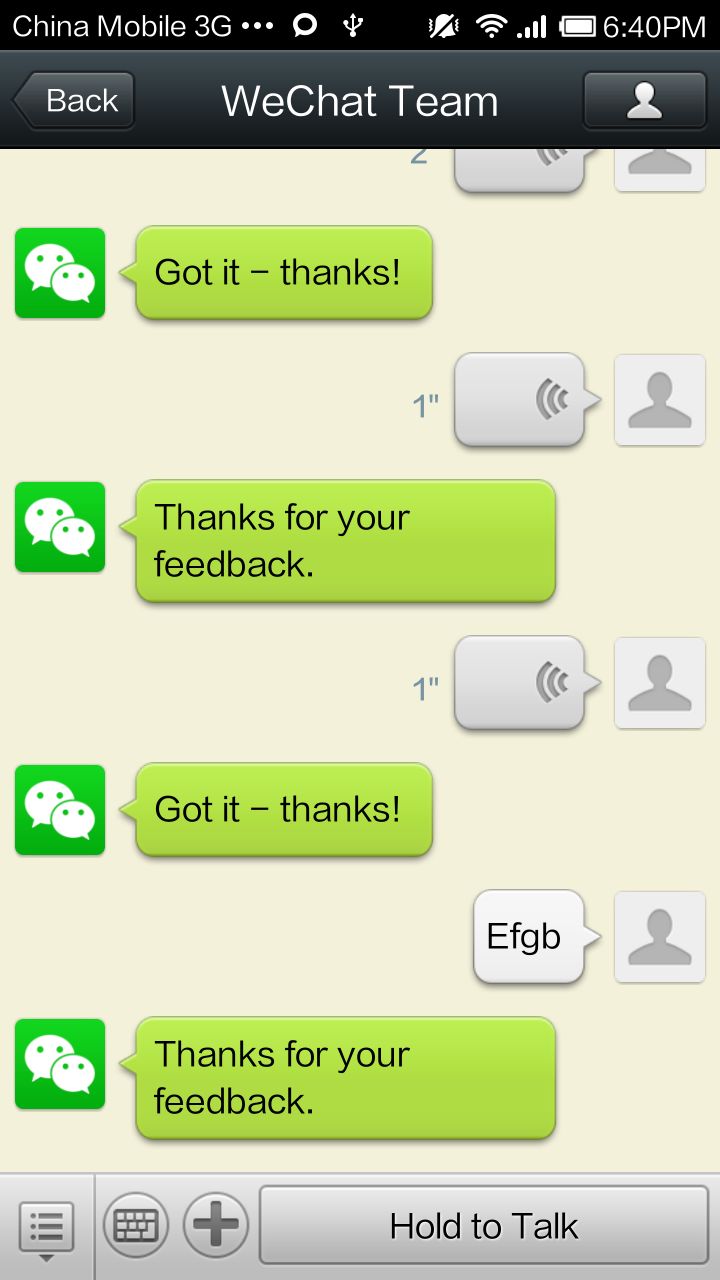 China Mobile 3G ••• 6:40PM
Back WeChat Team
Got it – thanks!
1"
Thanks for your
feedback.
1"
Got it – thanks!
Efgb
Thanks for your
feedback.
Hold to Talk